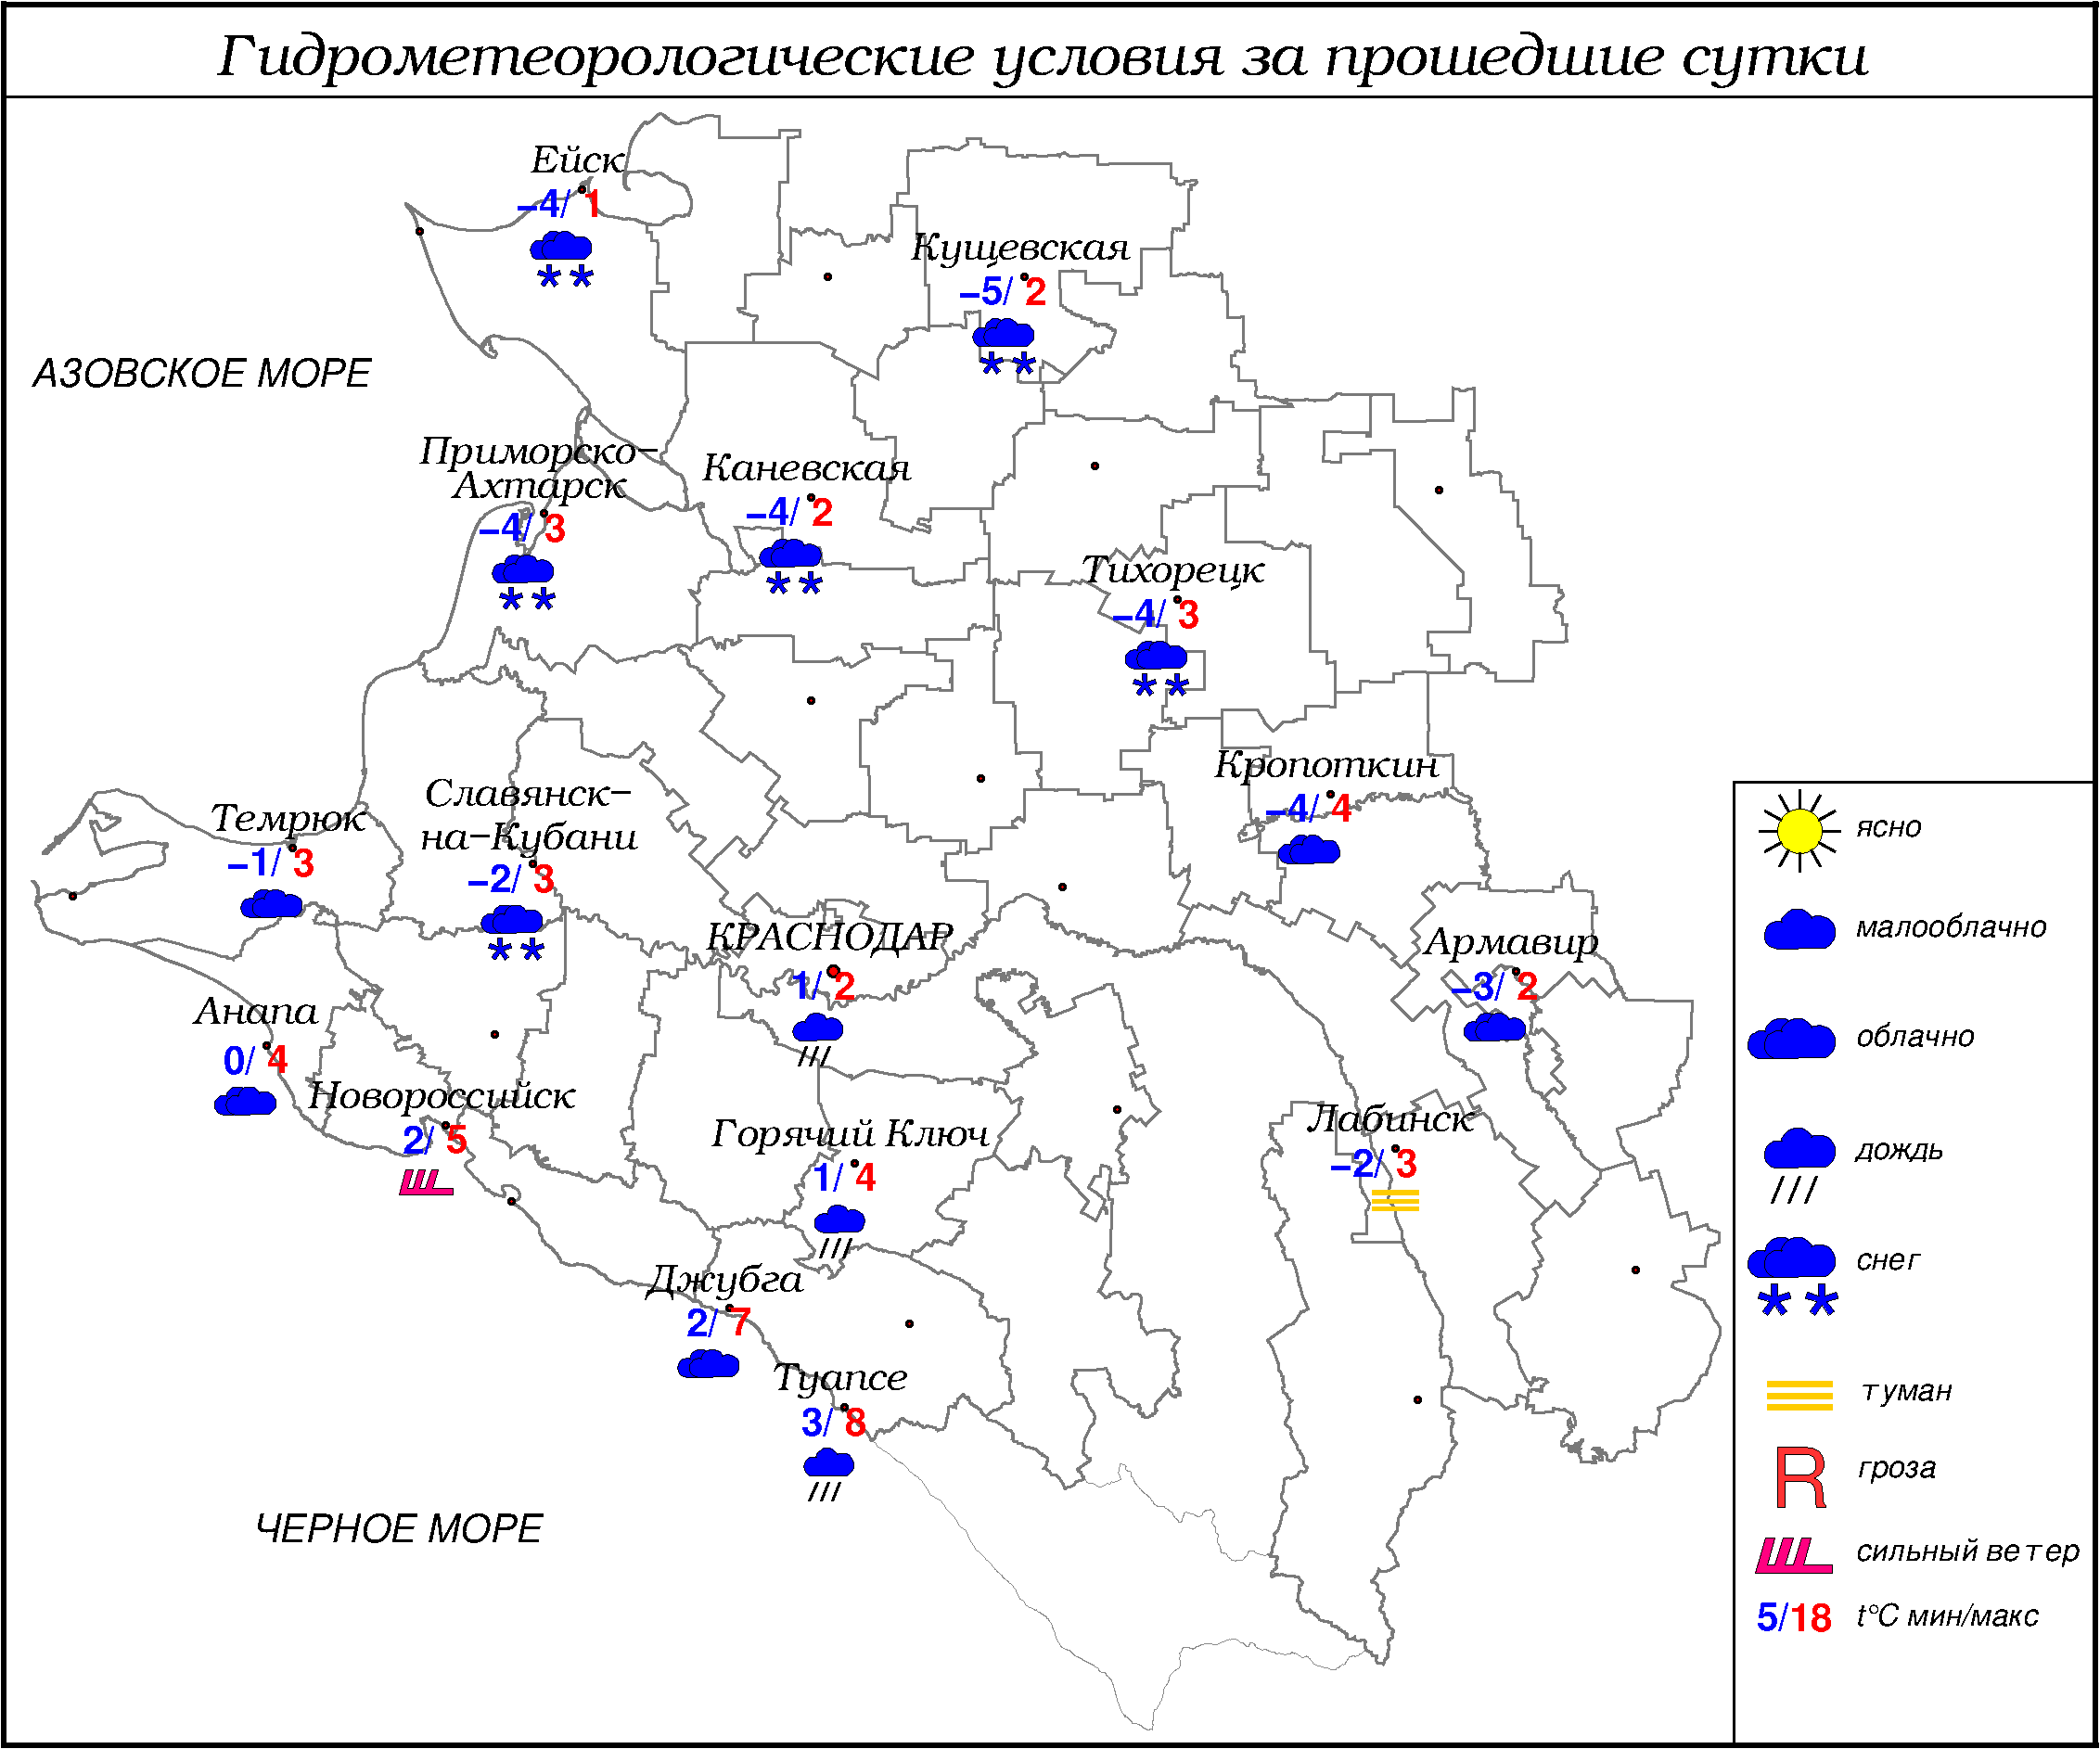 Гидрометеорологические условия за прошедшие сутки
Ейск
–4/ 1
Кущевская
–5/ 2
АЗОВСКОЕ МОРЕ
Приморско–
Ахтарск
–4/ 3
Каневская
–4/ 2
Тихорецк
–4/ 3
Кропоткин
–4/ 4
Темрюк
–1/ 3
Славянск–
на–Кубани
–2/ 3
КРАСНОДАР
1/ 2
Армавир
–3/ 2
Анапа
0/ 4
Новороссийск
2/ 5
Горячий Ключ
1/ 4
Лабинск
–2/ 3
Джубга
2/ 7
Туапсе
3/ 8
ЧЕРНОЕ МОРЕ
ясно
малооблачно
облачно
дождь
снег
туман
R гроза
сильный ветер
5/18 t°C мин/макс